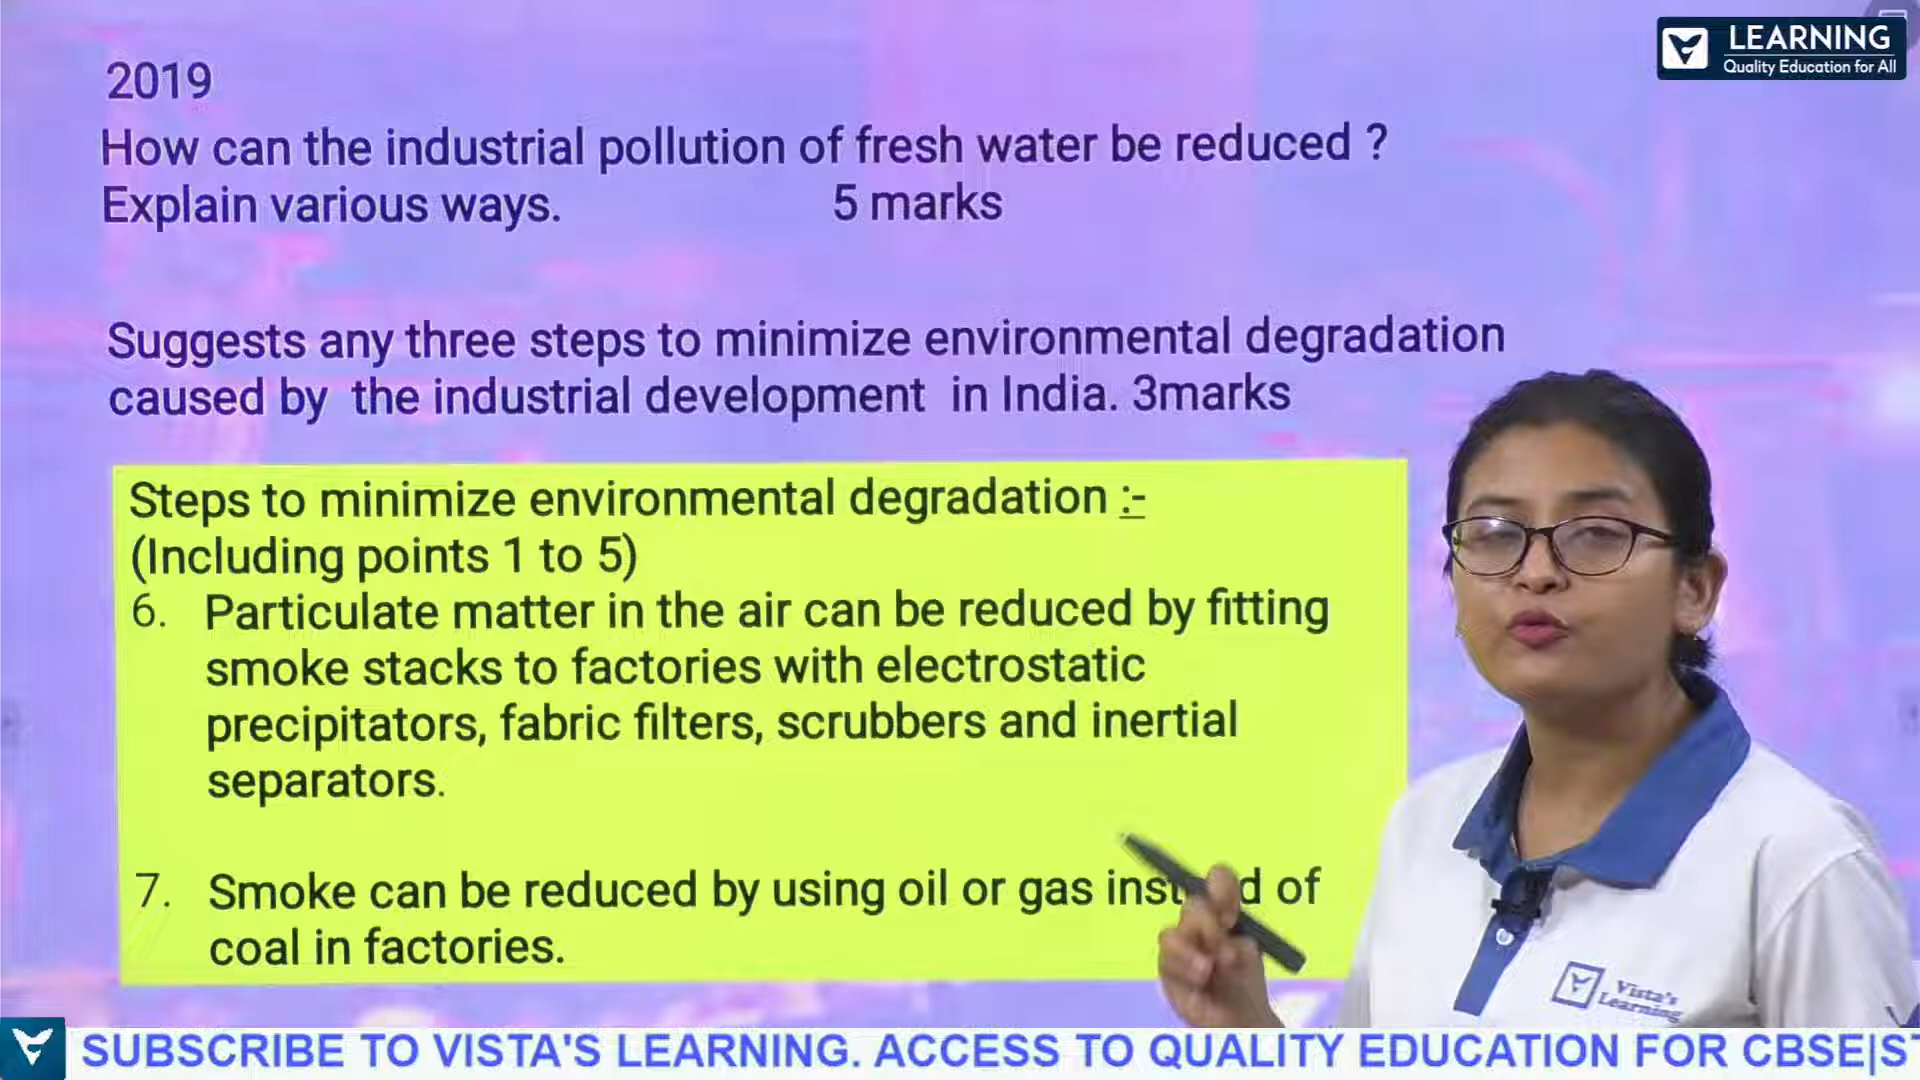 LEARNING
Quality Education for All
2019
How can the industrial pollution of fresh water be reduced ?
Explain various ways. 5 marks
Suggests any three steps to minimize environmental degradation
caused by the industrial development in India. 3marks
Steps to minimize environmental degradation :-
(Including points 1 to 5)
6. Particulate matter in the air can be reduced by fitting
smoke stacks to factories with electrostatic
precipitators, fabric filters, scrubbers and inertial
separators.
7. Smoke can be reduced by using oil or gas of
coal in factories.
Vista's
Learning
SUBSCRIBE TO VISTA'S LEARNING. ACCESS TO QUALITY EDUCATION FOR CBSE|